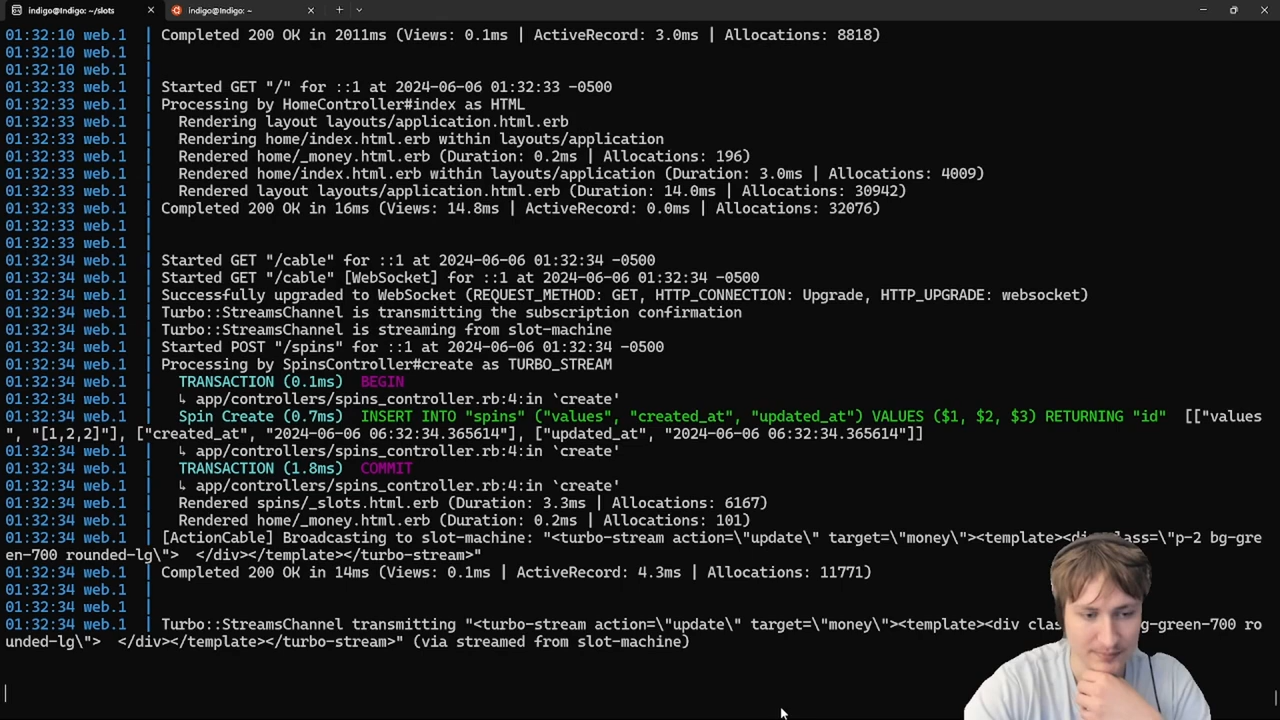 indigo@Indigo: ~/slots
indigo@Indigo: ~
01:32:10 web.1 | Completed 200 OK in 2011ms (Views: 0.1ms | ActiveRecord: 3.0ms | Allocations: 8818)
01:32:10 web.1 |
01:32:10 web.1 |
01:32:33 web.1 | Started GET "/" for ::1 at 2024-06-06 01:32:33 -0500
01:32:33 web.1 | Processing by HomeController#index as HTML
01:32:33 web.1 | Rendering layout layouts/application.html.erb
01:32:33 web.1 | Rendering home/index.html.erb within layouts/application
01:32:33 web.1 | Rendered home/_money.html.erb (Duration: 0.2ms | Allocations: 196)
01:32:33 web.1 | Rendered home/index.html.erb within layouts/application (Duration: 3.0ms | Allocations: 4009)
01:32:33 web.1 | Rendered layout layouts/application.html.erb (Duration: 14.0ms | Allocations: 30942)
01:32:33 web.1 | Completed 200 OK in 16ms (Views: 14.8ms | ActiveRecord: 0.0ms | Allocations: 32076)
01:32:33 web.1 |
01:32:33 web.1 |
01:32:34 web.1 | Started GET "/cable" for ::1 at 2024-06-06 01:32:34 -0500
01:32:34 web.1 | Started GET "/cable" [WebSocket] for ::1 at 2024-06-06 01:32:34 -0500
01:32:34 web.1 | Successfully upgraded to WebSocket (REQUEST_METHOD: GET, HTTP_CONNECTION: Upgrade, HTTP_UPGRADE: websocket)
01:32:34 web.1 | Turbo::StreamsChannel is transmitting the subscription confirmation
01:32:34 web.1 | Turbo::StreamsChannel is streaming from slot-machine
01:32:34 web.1 | Started POST "/spins" for ::1 at 2024-06-06 01:32:34 -0500
01:32:34 web.1 | Processing by SpinsController#create as TURBO_STREAM
01:32:34 web.1 | TRANSACTION (0.1ms) BEGIN
01:32:34 web.1 | ↳ app/controllers/spins_controller.rb:4:in `create'
01:32:34 web.1 | Spin Create (0.7ms) INSERT INTO "spins" ("values", "created_at", "updated_at") VALUES ($1, $2, $3) RETURNING "id" [["values
", "[1,2,2]"], ["created_at", "2024-06-06 06:32:34.365614"], ["updated_at", "2024-06-06 06:32:34.365614"]]
01:32:34 web.1 | ↳ app/controllers/spins_controller.rb:4:in `create'
01:32:34 web.1 | TRANSACTION (1.8ms) COMMIT
01:32:34 web.1 | ↳ app/controllers/spins_controller.rb:4:in `create'
01:32:34 web.1 | Rendered spins/_slots.html.erb (Duration: 3.3ms | Allocations: 6167)
01:32:34 web.1 | Rendered home/_money.html.erb (Duration: 0.2ms | Allocations: 101)
01:32:34 web.1 | [ActionCable] Broadcasting to slot-machine: "<turbo-stream action=\"update\" target=\"money\"><template><div class=\"p-2 bg-gre
en-700 rounded-lg\"> </div></template></turbo-stream>"
01:32:34 web.1 | Completed 200 OK in 14ms (Views: 0.1ms | ActiveRecord: 4.3ms | Allocations: 11771)
01:32:34 web.1 |
01:32:34 web.1 |
01:32:34 web.1 | Turbo::StreamsChannel transmitting "<turbo-stream action=\"update\" target=\"money\"><template><div cla g-green-700 ro
unded-lg\"> </div></template></turbo-stream>" (via streamed from slot-machine)